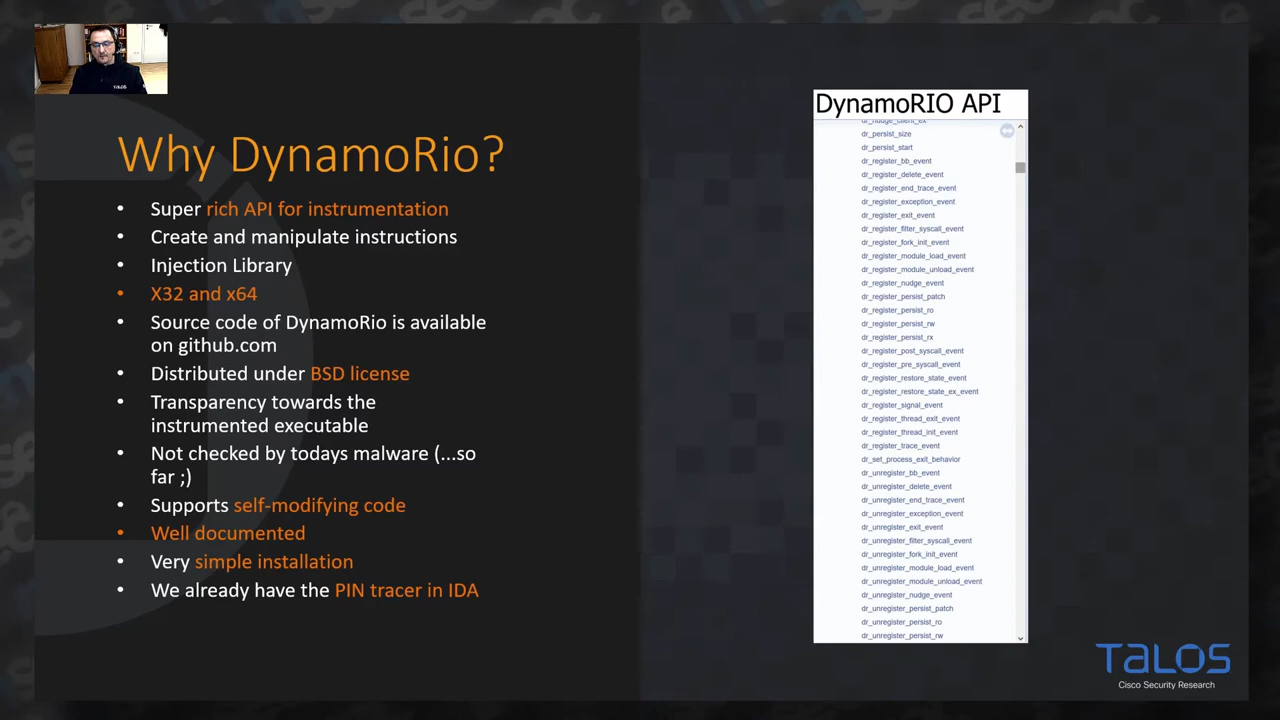 TALOS
Why DynamoRio?
• Super rich API for instrumentation
• Create and manipulate instructions
• Injection Library
• X32 and x64
• Source code of DynamoRio is available
on github.com
• Distributed under BSD license
• Transparency towards the
instrumented executable
• Not checked by todays malware (...so
far ;)
• Supports self-modifying code
• Well documented
• Very simple installation
• We already have the PIN tracer in IDA
DynamoRIO API
dr_nudge_client_ex
dr_persist_size
dr_persist_start
dr_register_bb_event
dr_register_delete_event
dr_register_end_trace_event
dr_register_exception_event
dr_register_exit_event
dr_register_filter_syscall_event
dr_register_fork_init_event
dr_register_module_load_event
dr_register_module_unload_event
dr_register_nudge_event
dr_register_persist_patch
dr_register_persist_ro
dr_register_persist_rw
dr_register_persist_rx
dr_register_post_syscall_event
dr_register_pre_syscall_event
dr_register_restore_state_event
dr_register_restore_state_ex_event
dr_register_signal_event
dr_register_thread_exit_event
dr_register_thread_init_event
dr_register_trace_event
dr_set_process_exit_behavior
dr_unregister_bb_event
dr_unregister_delete_event
dr_unregister_end_trace_event
dr_unregister_exception_event
dr_unregister_exit_event
dr_unregister_filter_syscall_event
dr_unregister_fork_init_event
dr_unregister_module_load_event
dr_unregister_module_unload_event
dr_unregister_nudge_event
dr_unregister_persist_patch
dr_unregister_persist_ro
dr_unregister_persist_rw
TALOS
Cisco Security Research